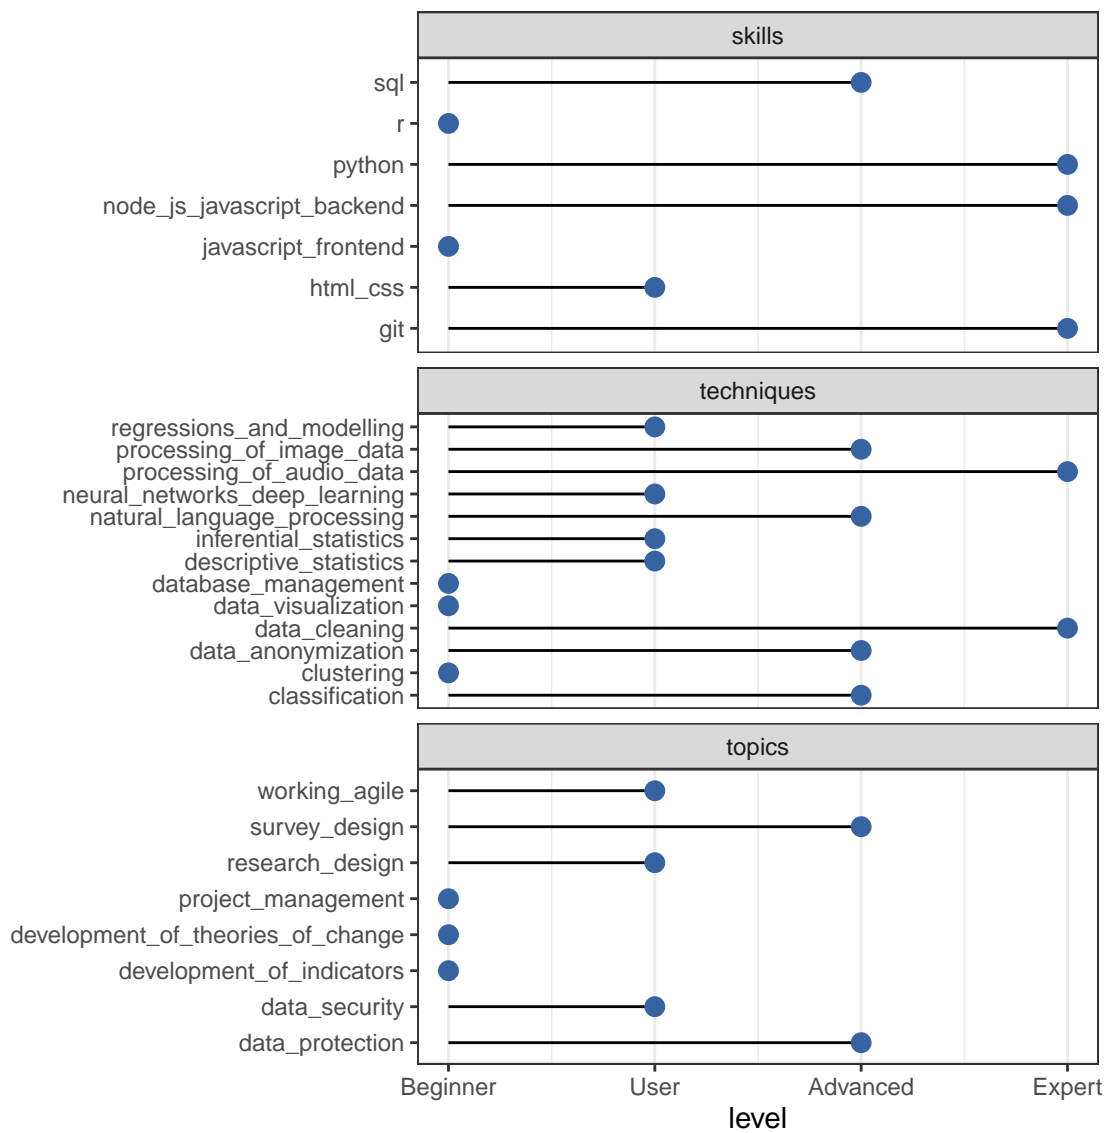 skills
sql
r
python
node_js_javascript_backend
javascript_frontend
html_css
git
techniques
regressions_and_modelling
processing_of_image_data
processing_of_audio_data
neural_networks_deep_learning
natural_language_processing
inferential_statistics
descriptive_statistics
database_management
data_visualization
data_cleaning
data_anonymization
clustering
classification
topics
working_agile
survey_design
research_design
project_management
development_of_theories_of_change
development_of_indicators
data_security
data_protection
Beginner User Advanced Expert
level